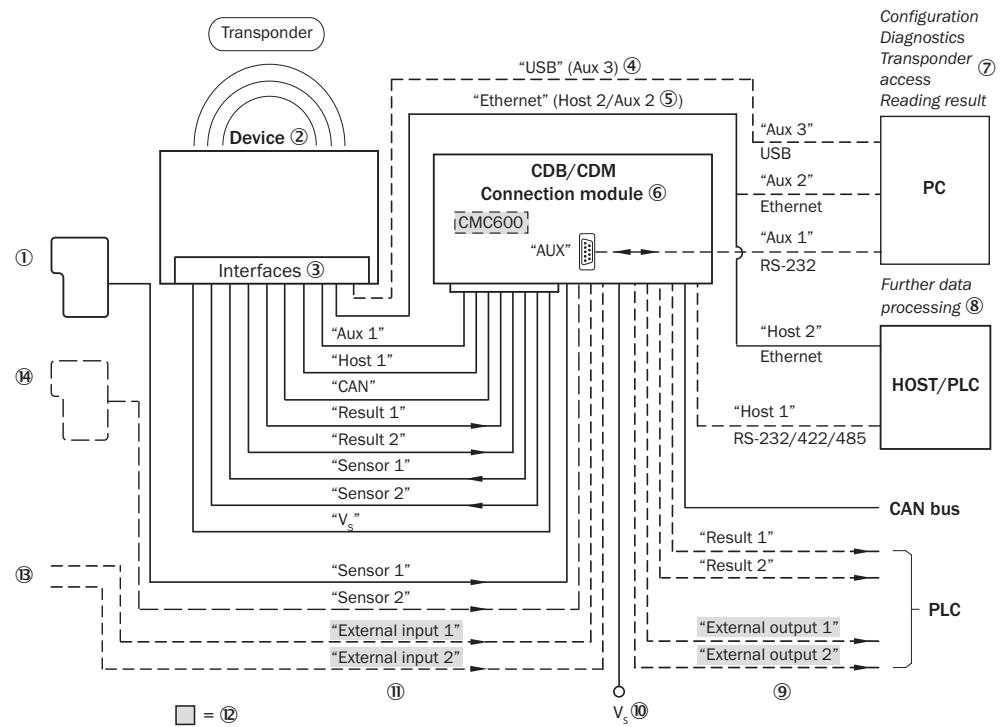 Configuration
Diagnostics
Transponder ⑦
access
Reading result
Transponder
"USB" (Aux 3) ④
"Ethernet" (Host 2/Aux 2 ⑤)
Device ②
"Aux 3"
USB
CDB/CDM
Connection module ⑥
PC
"Aux 2"
Ethernet
CMC600
"AUX"
"Aux 1"
RS-232
①
Interfaces ③
Further data
processing ⑧
"Aux 1"
"Host 2"
Ethernet
"Host 1"
⑭
"CAN"
HOST/PLC
"Result 1"
"Host 1"
RS-232/422/485
"Result 2"
"Sensor 1"
"Sensor 2"
CAN bus
"Vs"
"Result 1"
"Result 2"
⑬
"Sensor 1"
"Sensor 2"
PLC
"External input 1"
"External output 1"
"External input 2"
"External output 2"
⑪
⑨
= ⑫
Vs ⑩